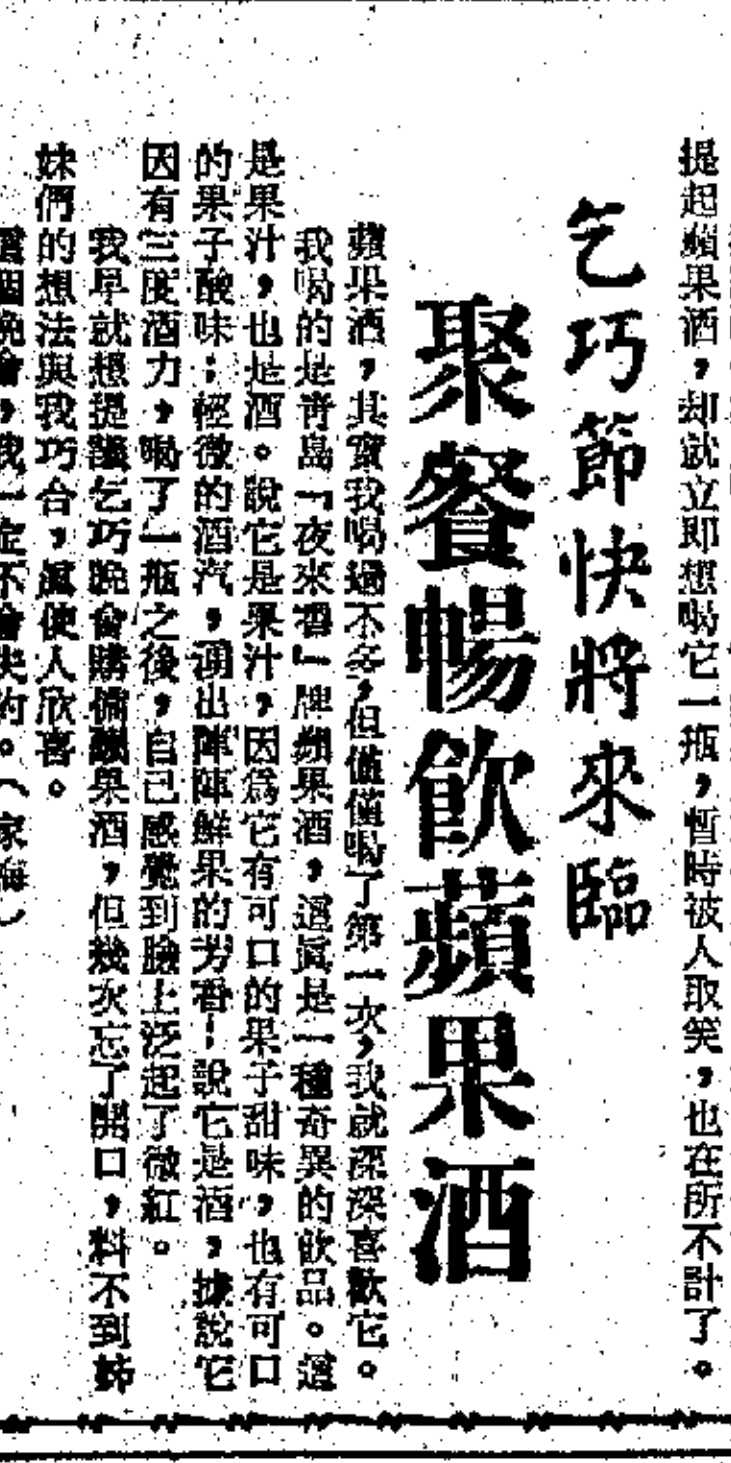 提起蘋果酒，却就立即想喝它一瓶，暫時被人取笑，也在所不計了。
乞巧節快將來臨
聚餐暢飲蘋果酒
蘋果酒，其實我喝過不多，但僅僅喝了第一次，我就深深喜歡它。
我喝的是青島「夜來香」牌蘋果酒，這眞是一種奇異的飲品。這
是果汁，也是酒。說它是果汁，因爲它有可口的果子甜味，也有可口
的果子酸味；輕微的酒汽，湧出陣陣鮮果的芳香！說它是酒，據說它
因有三度酒力，喝了一瓶之後，自己感覺到臉上泛起了微紅。
我早就想提議乞巧晚會購備蘋果酒，但幾次忘了開口，料不到姊
妹們的想法與我巧合，眞使人欣喜。
這個晚會，我一定不會失約。（家梅）